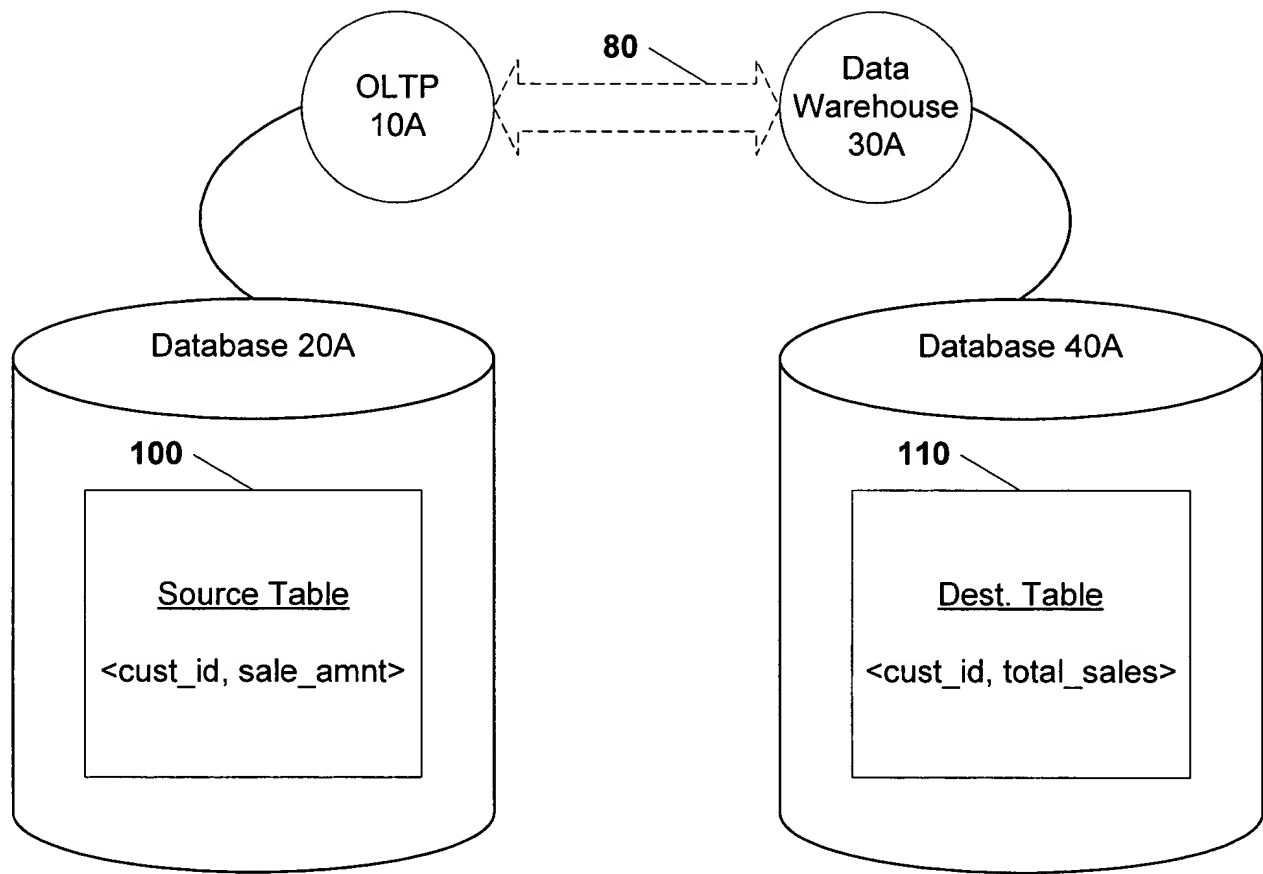 80
OLTP
10A
Data
Warehouse
30A
Database 20A
Database 40A
100
110
Source Table
<cust_id, sale_amnt>
Dest. Table
<cust_id, total_sales>